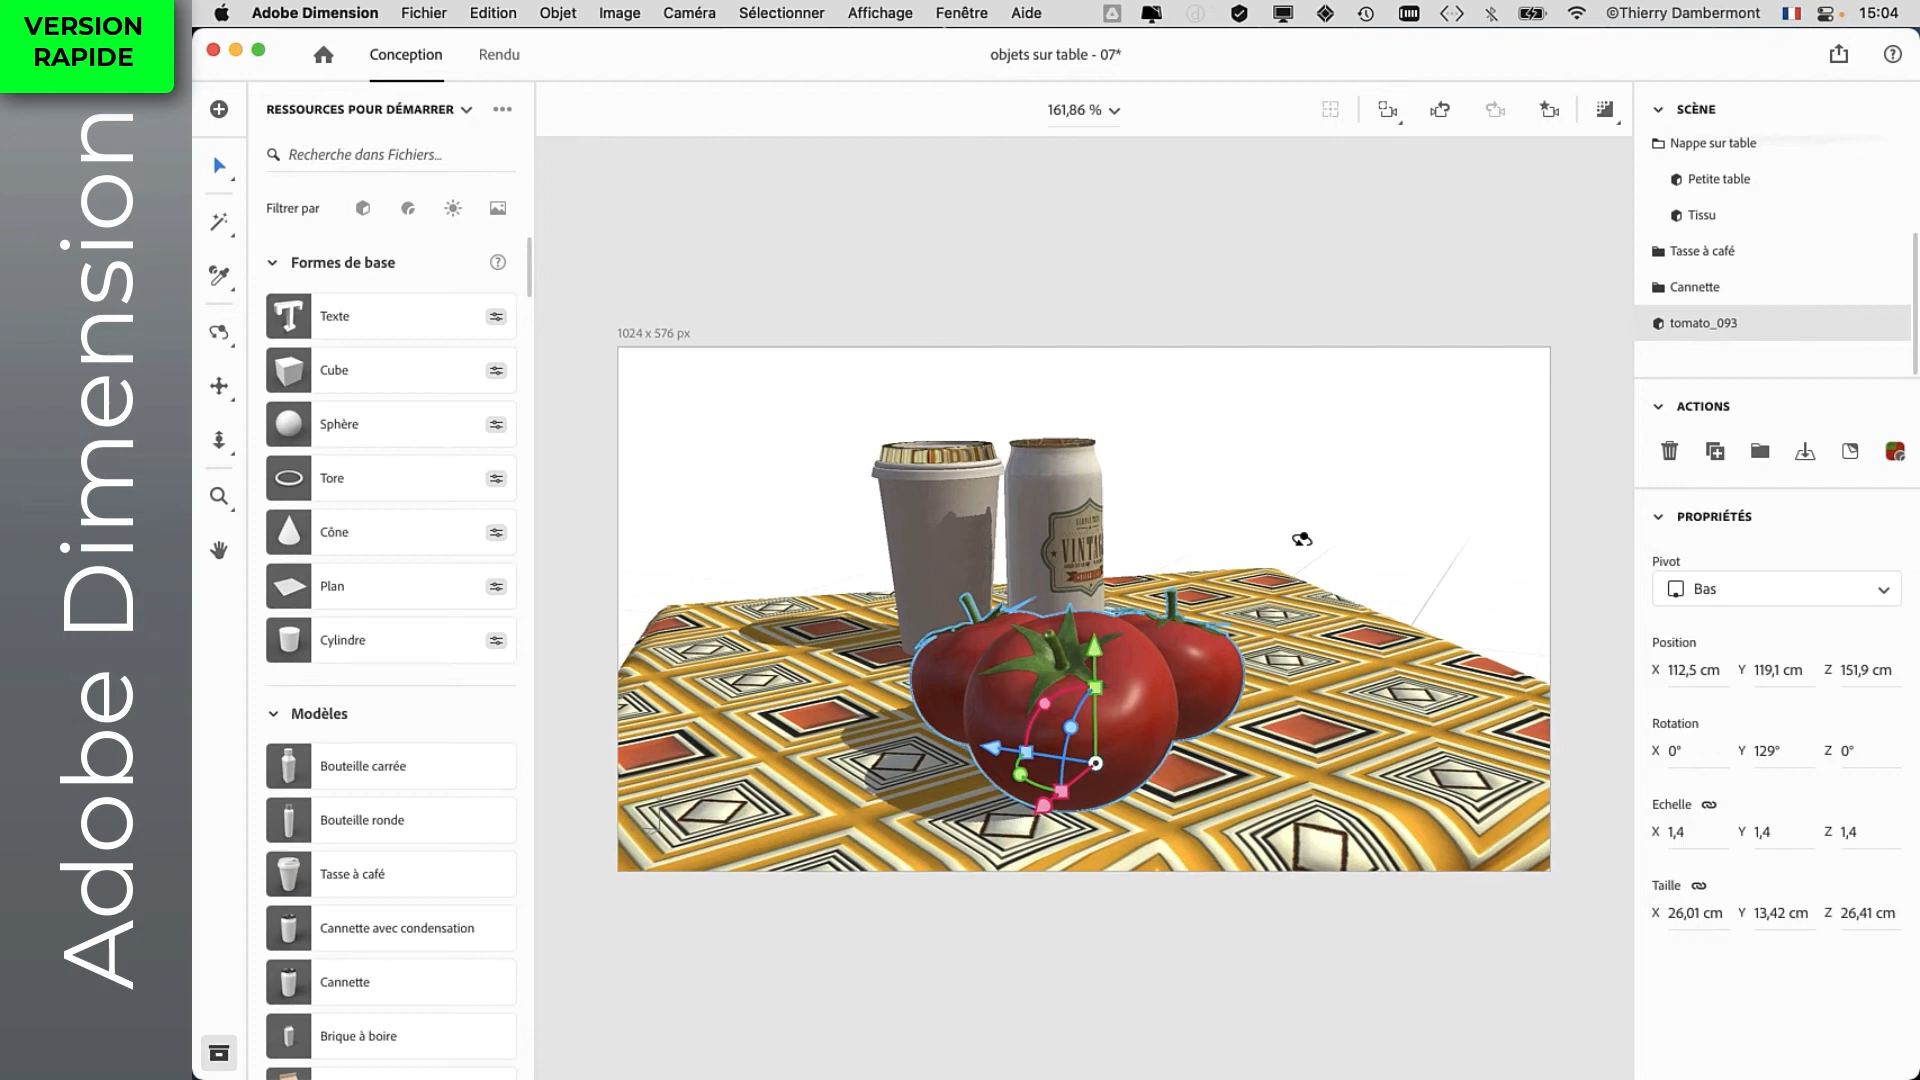 VERSION
RAPIDE
Adobe Dimension
Adobe Dimension Fichier Edition Objet Image Caméra Sélectionner Affichage Fenêtre Aide ©Thierry Dambermont 15:04
Conception Rendu objets sur table - 07*
RESSOURCES POUR DÉMARRER
Recherche dans Fichiers...
Filtrer par
Formes de base
Texte
Cube
Sphère
Tore
Cône
Plan
Cylindre
Modèles
Bouteille carrée
Bouteille ronde
Tasse à café
Cannette avec condensation
Cannette
Brique à boire
161,86 %
1024 x 576 px
VINTAG
SCÈNE
Nappe sur table
Petite table
Tissu
Tasse à café
Cannette
tomato_093
ACTIONS
PROPRIÉTÉS
Pivot
Bas
Position
X 112,5 cm Y 119,1 cm Z 151,9 cm
Rotation
X 0° Y 129° Z 0°
Echelle
X 1,4 Y 1,4 Z 1,4
Taille
X 26,01 cm Y 13,42 cm Z 26,41 cm